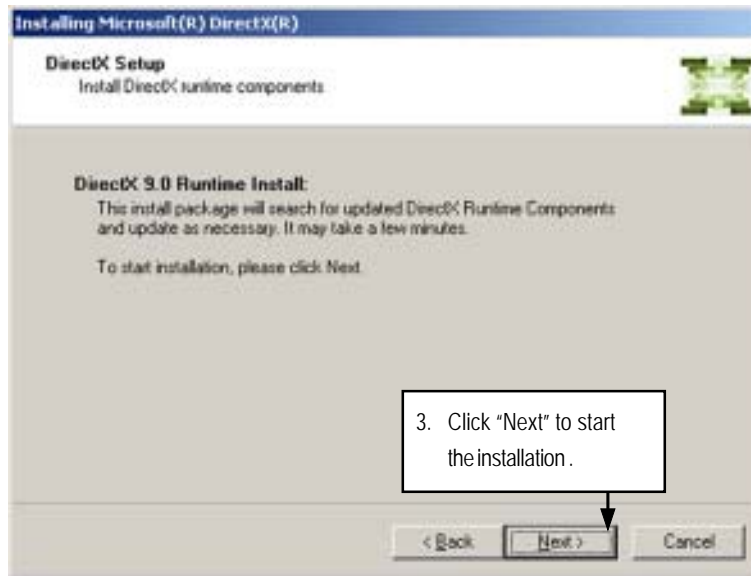 Installing Microsoft(R) DirectX(R)
DirectX Setup
Install DirectX runtime components
DirectX 9.0 Runtime Install:
This install package will search for updated DirectX Runtime Components
and update as necessary. It may take a few minutes.
To start installation, please click Next.
3. Click “Next” to start
the installation .
< Back
Next >
Cancel